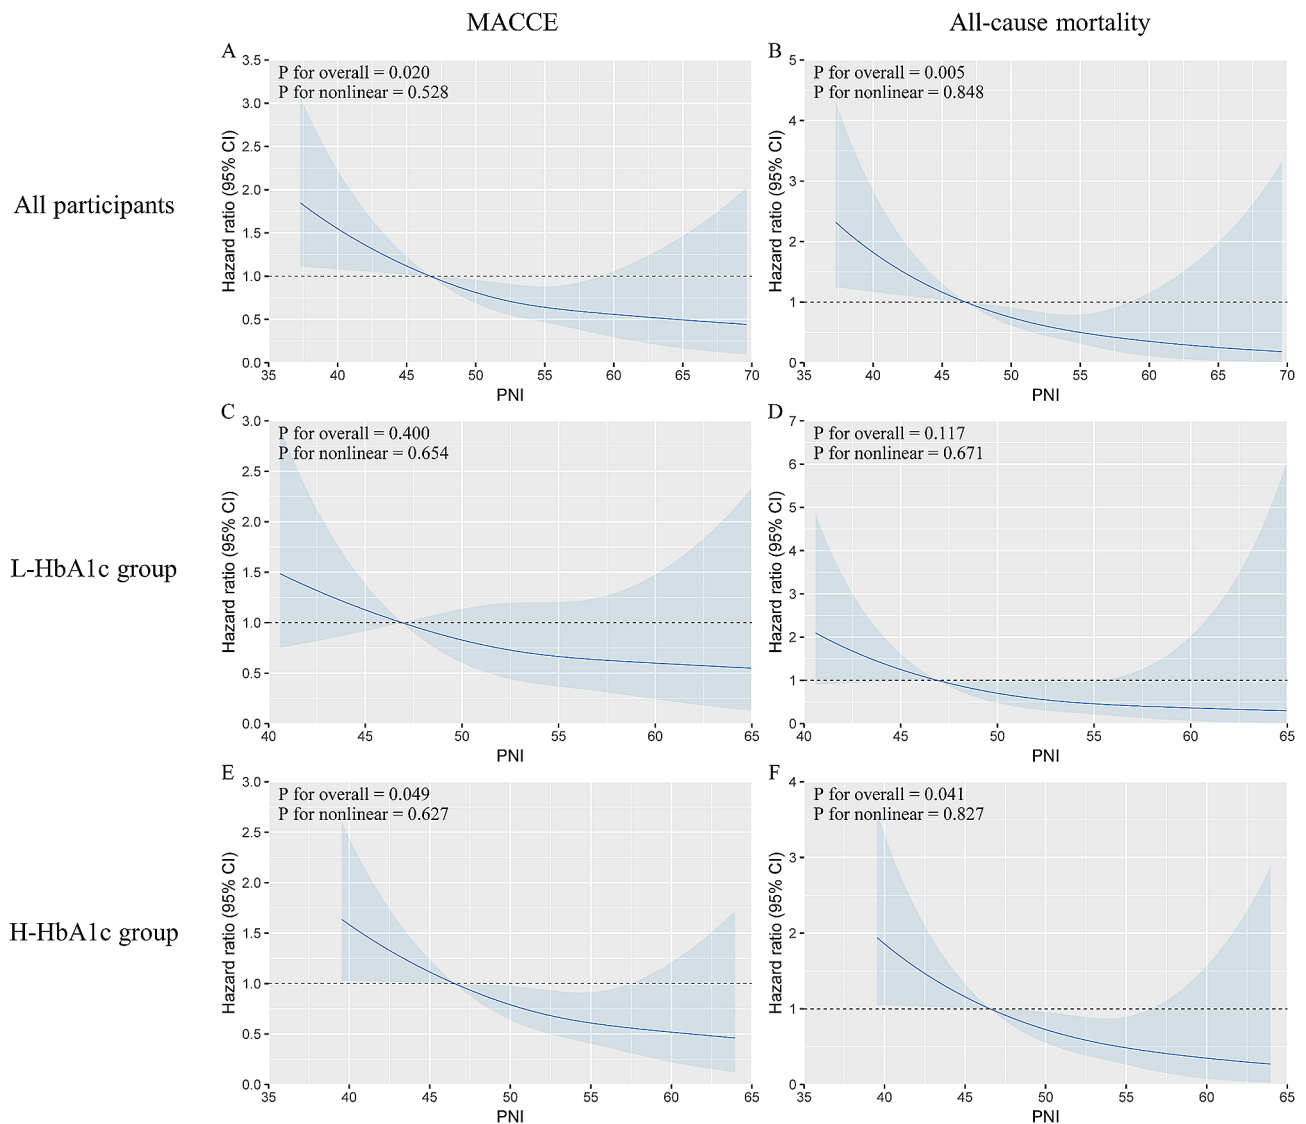 MACCE
All-cause mortality
All participants
L-HbA1c group
H-HbA1c group
A
P for overall = 0.020
P for nonlinear = 0.528
Hazard ratio (95% CI)
3.5
3.0
2.5
2.0
1.5
1.0
0.5
0.0
35 40 45 50 55 60 65 70
PNI
B
P for overall = 0.005
P for nonlinear = 0.848
Hazard ratio (95% CI)
5
4
3
2
1
0
35 40 45 50 55 60 65 70
PNI
C
P for overall = 0.400
P for nonlinear = 0.654
Hazard ratio (95% CI)
3.0
2.5
2.0
1.5
1.0
0.5
0.0
40 45 50 55 60 65
PNI
D
P for overall = 0.117
P for nonlinear = 0.671
Hazard ratio (95% CI)
7
6
5
4
3
2
1
0
40 45 50 55 60 65
PNI
E
P for overall = 0.049
P for nonlinear = 0.627
Hazard ratio (95% CI)
3.0
2.5
2.0
1.5
1.0
0.5
0.0
35 40 45 50 55 60 65
PNI
F
P for overall = 0.041
P for nonlinear = 0.827
Hazard ratio (95% CI)
4
3
2
1
0
35 40 45 50 55 60 65
PNI